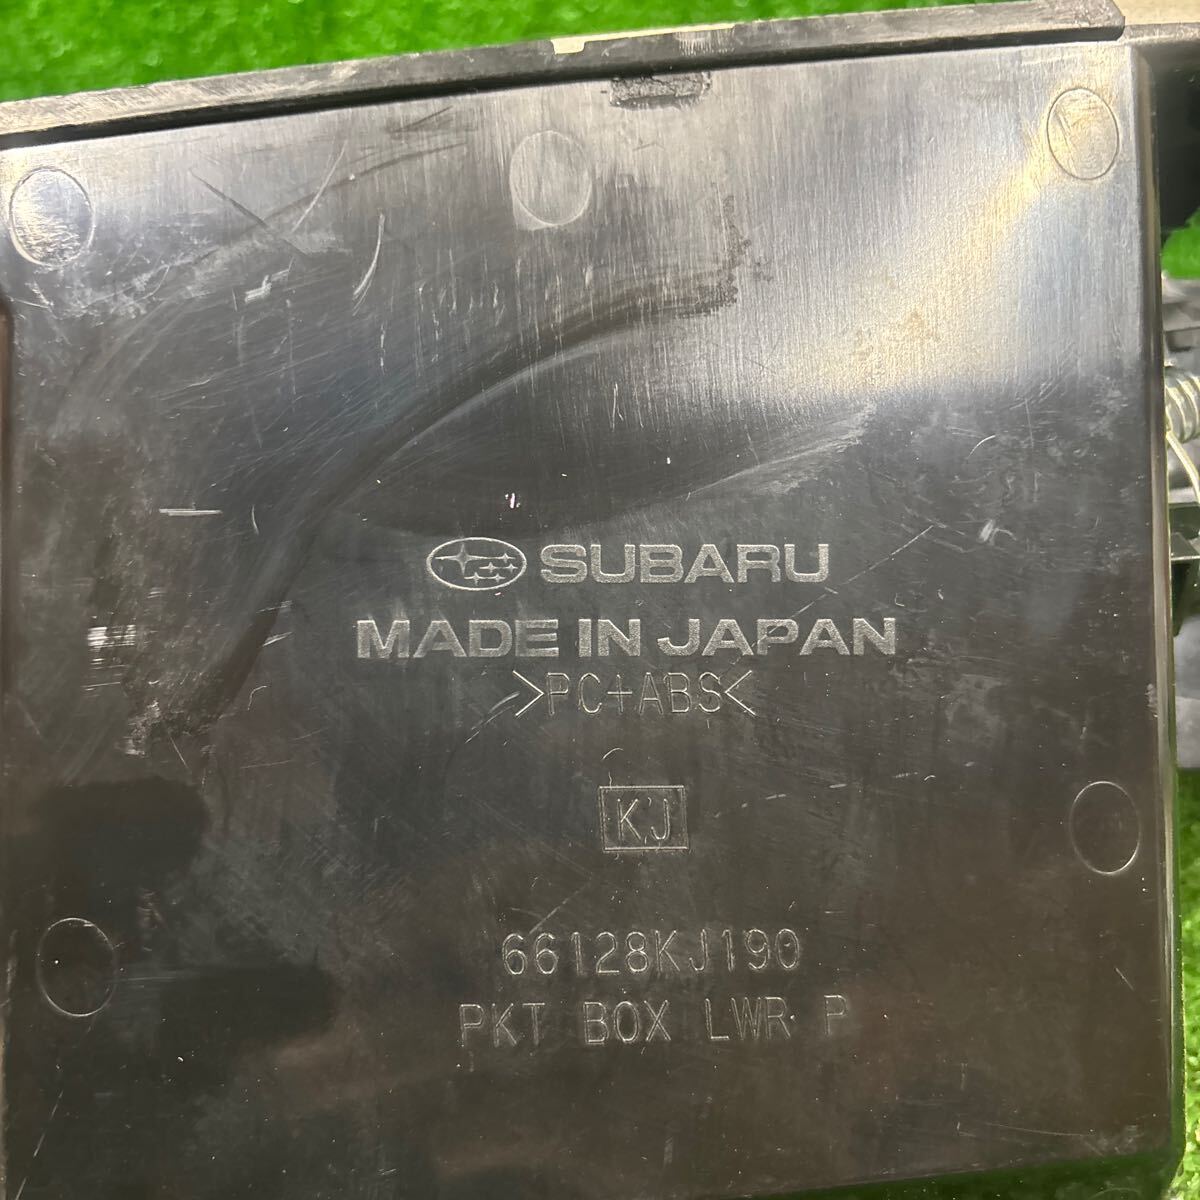 SUBARU
MADE IN JAPAN
>PC+ABS<
KJ
66128KJ190
PKT BOX LWR P